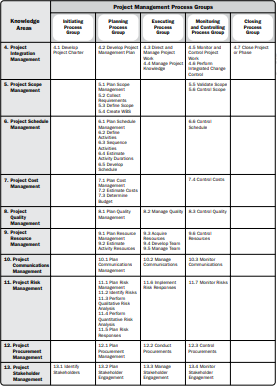 Project Management Process Groups
Knowledge
Areas
Initiating
Process
Group
Planning
Process
Group
Executing
Process
Group
Monitoring
and Controlling
Process
Group
Closing
Process
Group
4. Project
Integration
Management
4.1 Develop
Project Charter
4.2 Develop Project
Management Plan
4.3 Direct and
Manage Project
Work
4.4 Manage Project
Knowledge
4.5 Monitor and
Control Project
Work
4.6 Perform
Integrated Change
Control
4.7 Close Project
or Phase
5. Project Scope
Management
5.1 Plan Scope
Management
5.2 Collect
Requirements
5.3 Define Scope
5.4 Create WBS
5.5 Validate Scope
5.6 Control Scope
6. Project Schedule
Management
6.1 Plan Schedule
Management
6.2 Define
Activities
6.3 Sequence
Activities
6.4 Estimate
Activity Durations
6.5 Develop
Schedule
6.6 Control
Schedule
7. Project Cost
Management
7.1 Plan Cost
Management
7.2 Estimate Costs
7.3 Determine
Budget
7.4 Control Costs
8. Project
Quality
Management
8.1 Plan Quality
Management
8.2 Manage Quality
8.3 Control Quality
9. Project
Resource
Management
9.1 Plan Resource
Management
9.2 Estimate
Activity Resources
9.3 Acquire
Resources
9.4 Develop Team
9.5 Manage Team
9.6 Control
Resources
10. Project
Communications
Management
10.1 Plan
Communications
Management
10.2 Manage
Communications
10.3 Monitor
Communications
11. Project Risk
Management
11.1 Plan Risk
Management
11.2 Identify Risks
11.3 Perform
Qualitative Risk
Analysis
11.4 Perform
Quantitative Risk
Analysis
11.5 Plan Risk
Responses
11.6 Implement
Risk Responses
11.7 Monitor Risks
12. Project
Procurement
Management
12.1 Plan
Procurement
Management
12.2 Conduct
Procurements
12.3 Control
Procurements
13. Project
Stakeholder
Management
13.1 Identify
Stakeholders
13.2 Plan
Stakeholder
Engagement
13.3 Manage
Stakeholder
Engagement
13.4 Monitor
Stakeholder
Engagement